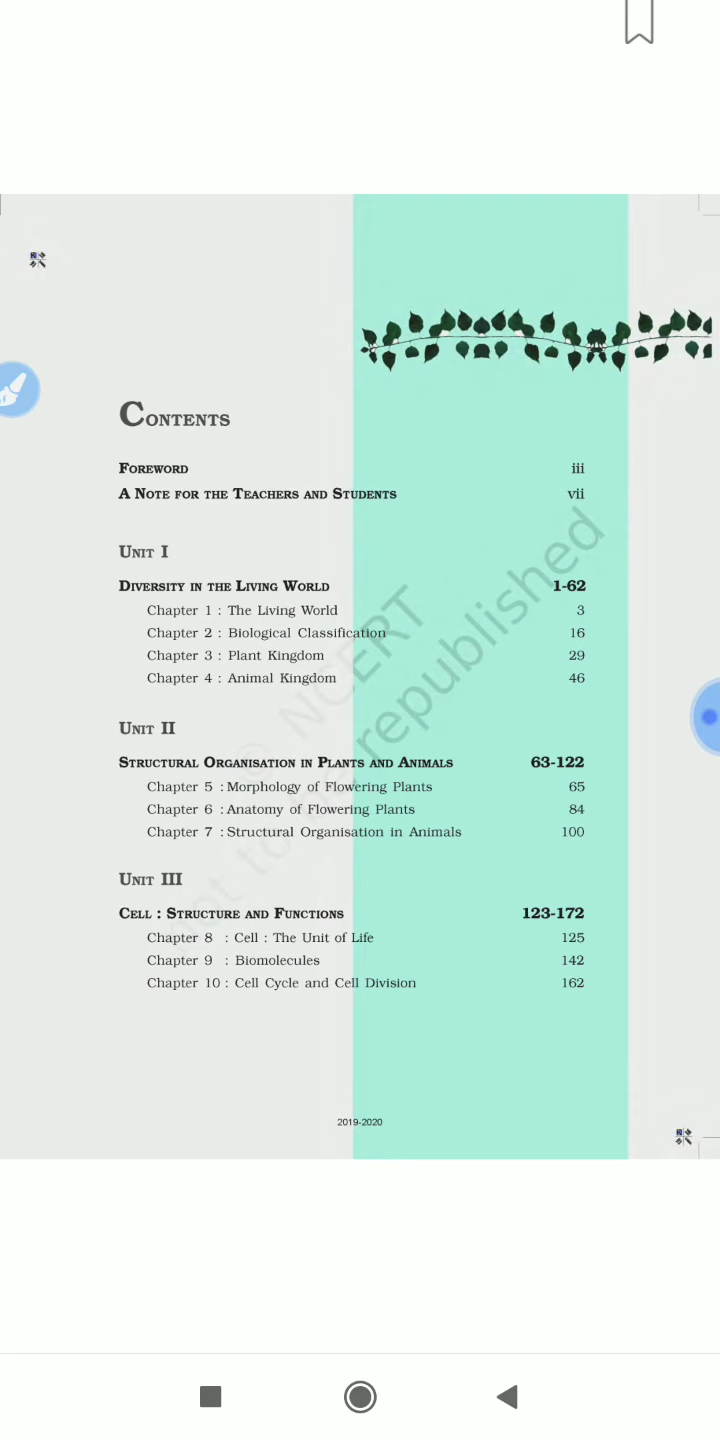 CONTENTS
FOREWORD iii
A NOTE FOR THE TEACHERS AND STUDENTS vii
UNIT I
DIVERSITY IN THE LIVING WORLD 1-62
Chapter 1 : The Living World 3
Chapter 2 : Biological Classification 16
Chapter 3 : Plant Kingdom 29
Chapter 4 : Animal Kingdom 46
UNIT II
STRUCTURAL ORGANISATION IN PLANTS AND ANIMALS 63-122
Chapter 5 : Morphology of Flowering Plants 65
Chapter 6 : Anatomy of Flowering Plants 84
Chapter 7 : Structural Organisation in Animals 100
UNIT III
CELL : STRUCTURE AND FUNCTIONS 123-172
Chapter 8 : Cell : The Unit of Life 125
Chapter 9 : Biomolecules 142
Chapter 10 : Cell Cycle and Cell Division 162
© NCERT
not to be republished
2019-2020